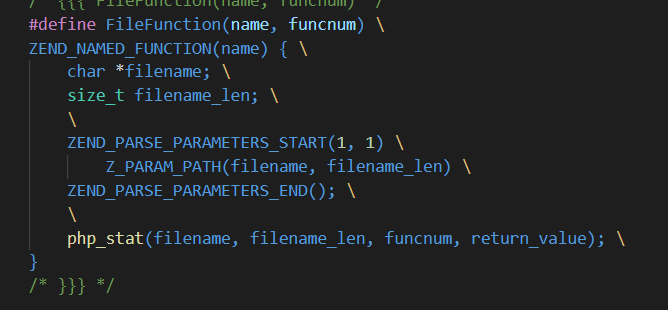 /* {{{ FileFunction(name, funcnum) */
#define FileFunction(name, funcnum) \
ZEND_NAMED_FUNCTION(name) { \
    char *filename; \
    size_t filename_len; \
    \
    ZEND_PARSE_PARAMETERS_START(1, 1) \
        Z_PARAM_PATH(filename, filename_len) \
    ZEND_PARSE_PARAMETERS_END(); \
    \
    php_stat(filename, filename_len, funcnum, return_value); \
}
/* }}} */